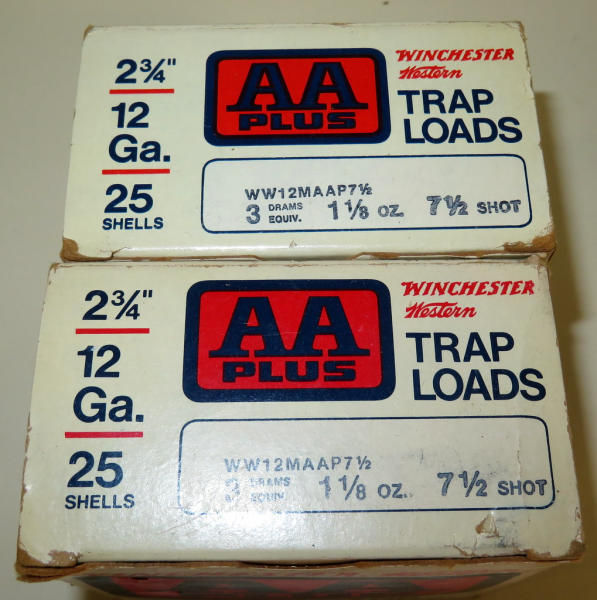 2¾"
12
Ga.
25
SHELLS
AA
PLUS
WINCHESTER
Western
TRAP
LOADS
WW12MAAP7½
3 DRAMS EQUIV. 1⅛ OZ. 7½ SHOT
2¾"
12
Ga.
25
SHELLS
AA
PLUS
WINCHESTER
Western
TRAP
LOADS
WW12MAAP7½
3 DRAMS EQUIV. 1⅛ OZ. 7½ SHOT